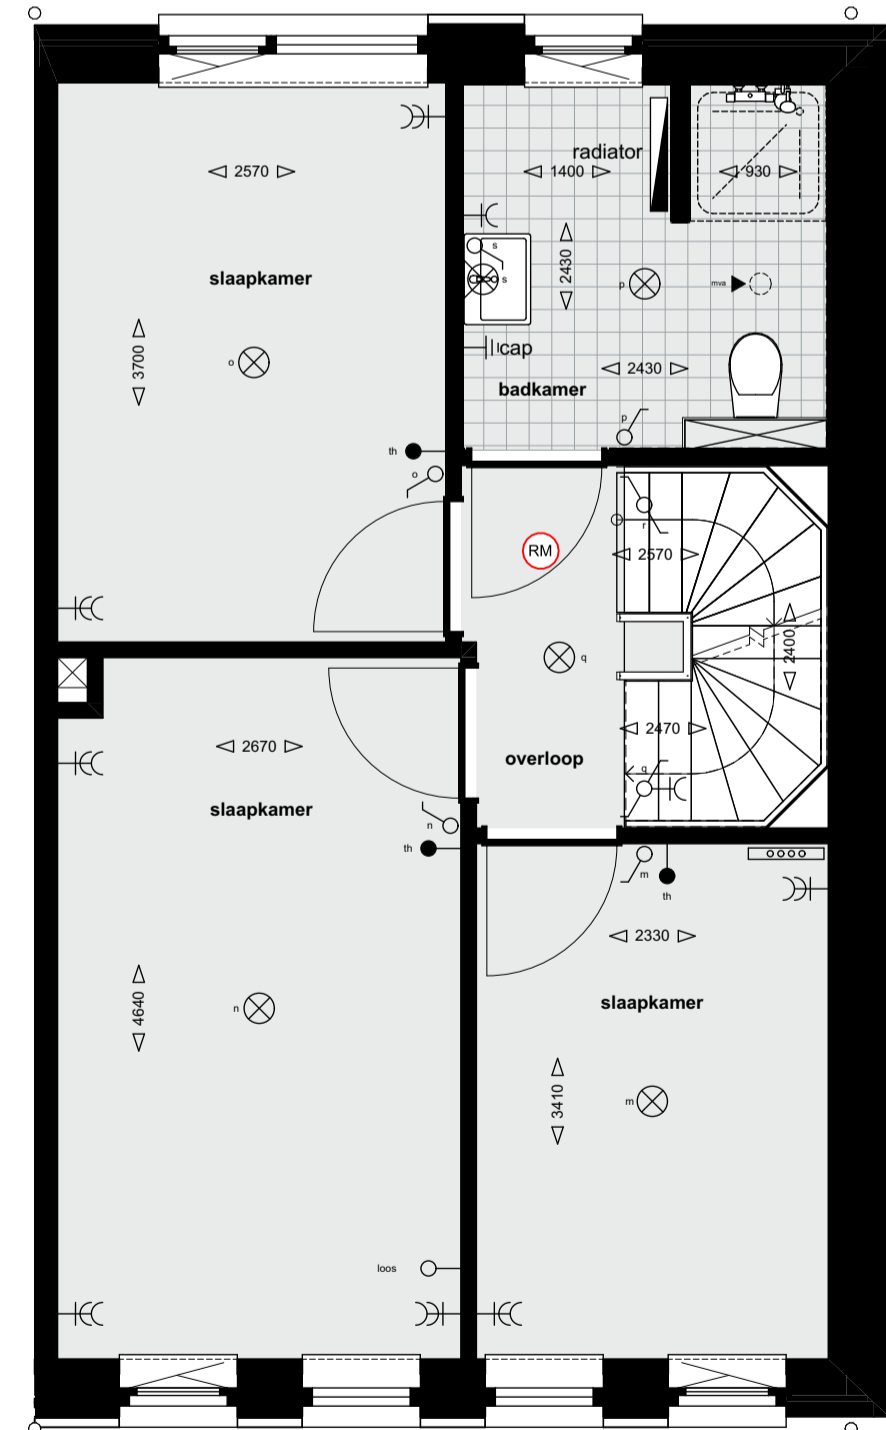 radiator
2570
1400
930
s
slaapkamer
2430
s
p
mva
3700
o
cap
2430
badkamer
p
th
o
r
RM
2570
2400
q
2470
2670
overloop
q
slaapkamer
n
th
m
th
2330
4640
n
slaapkamer
3410
m
loos